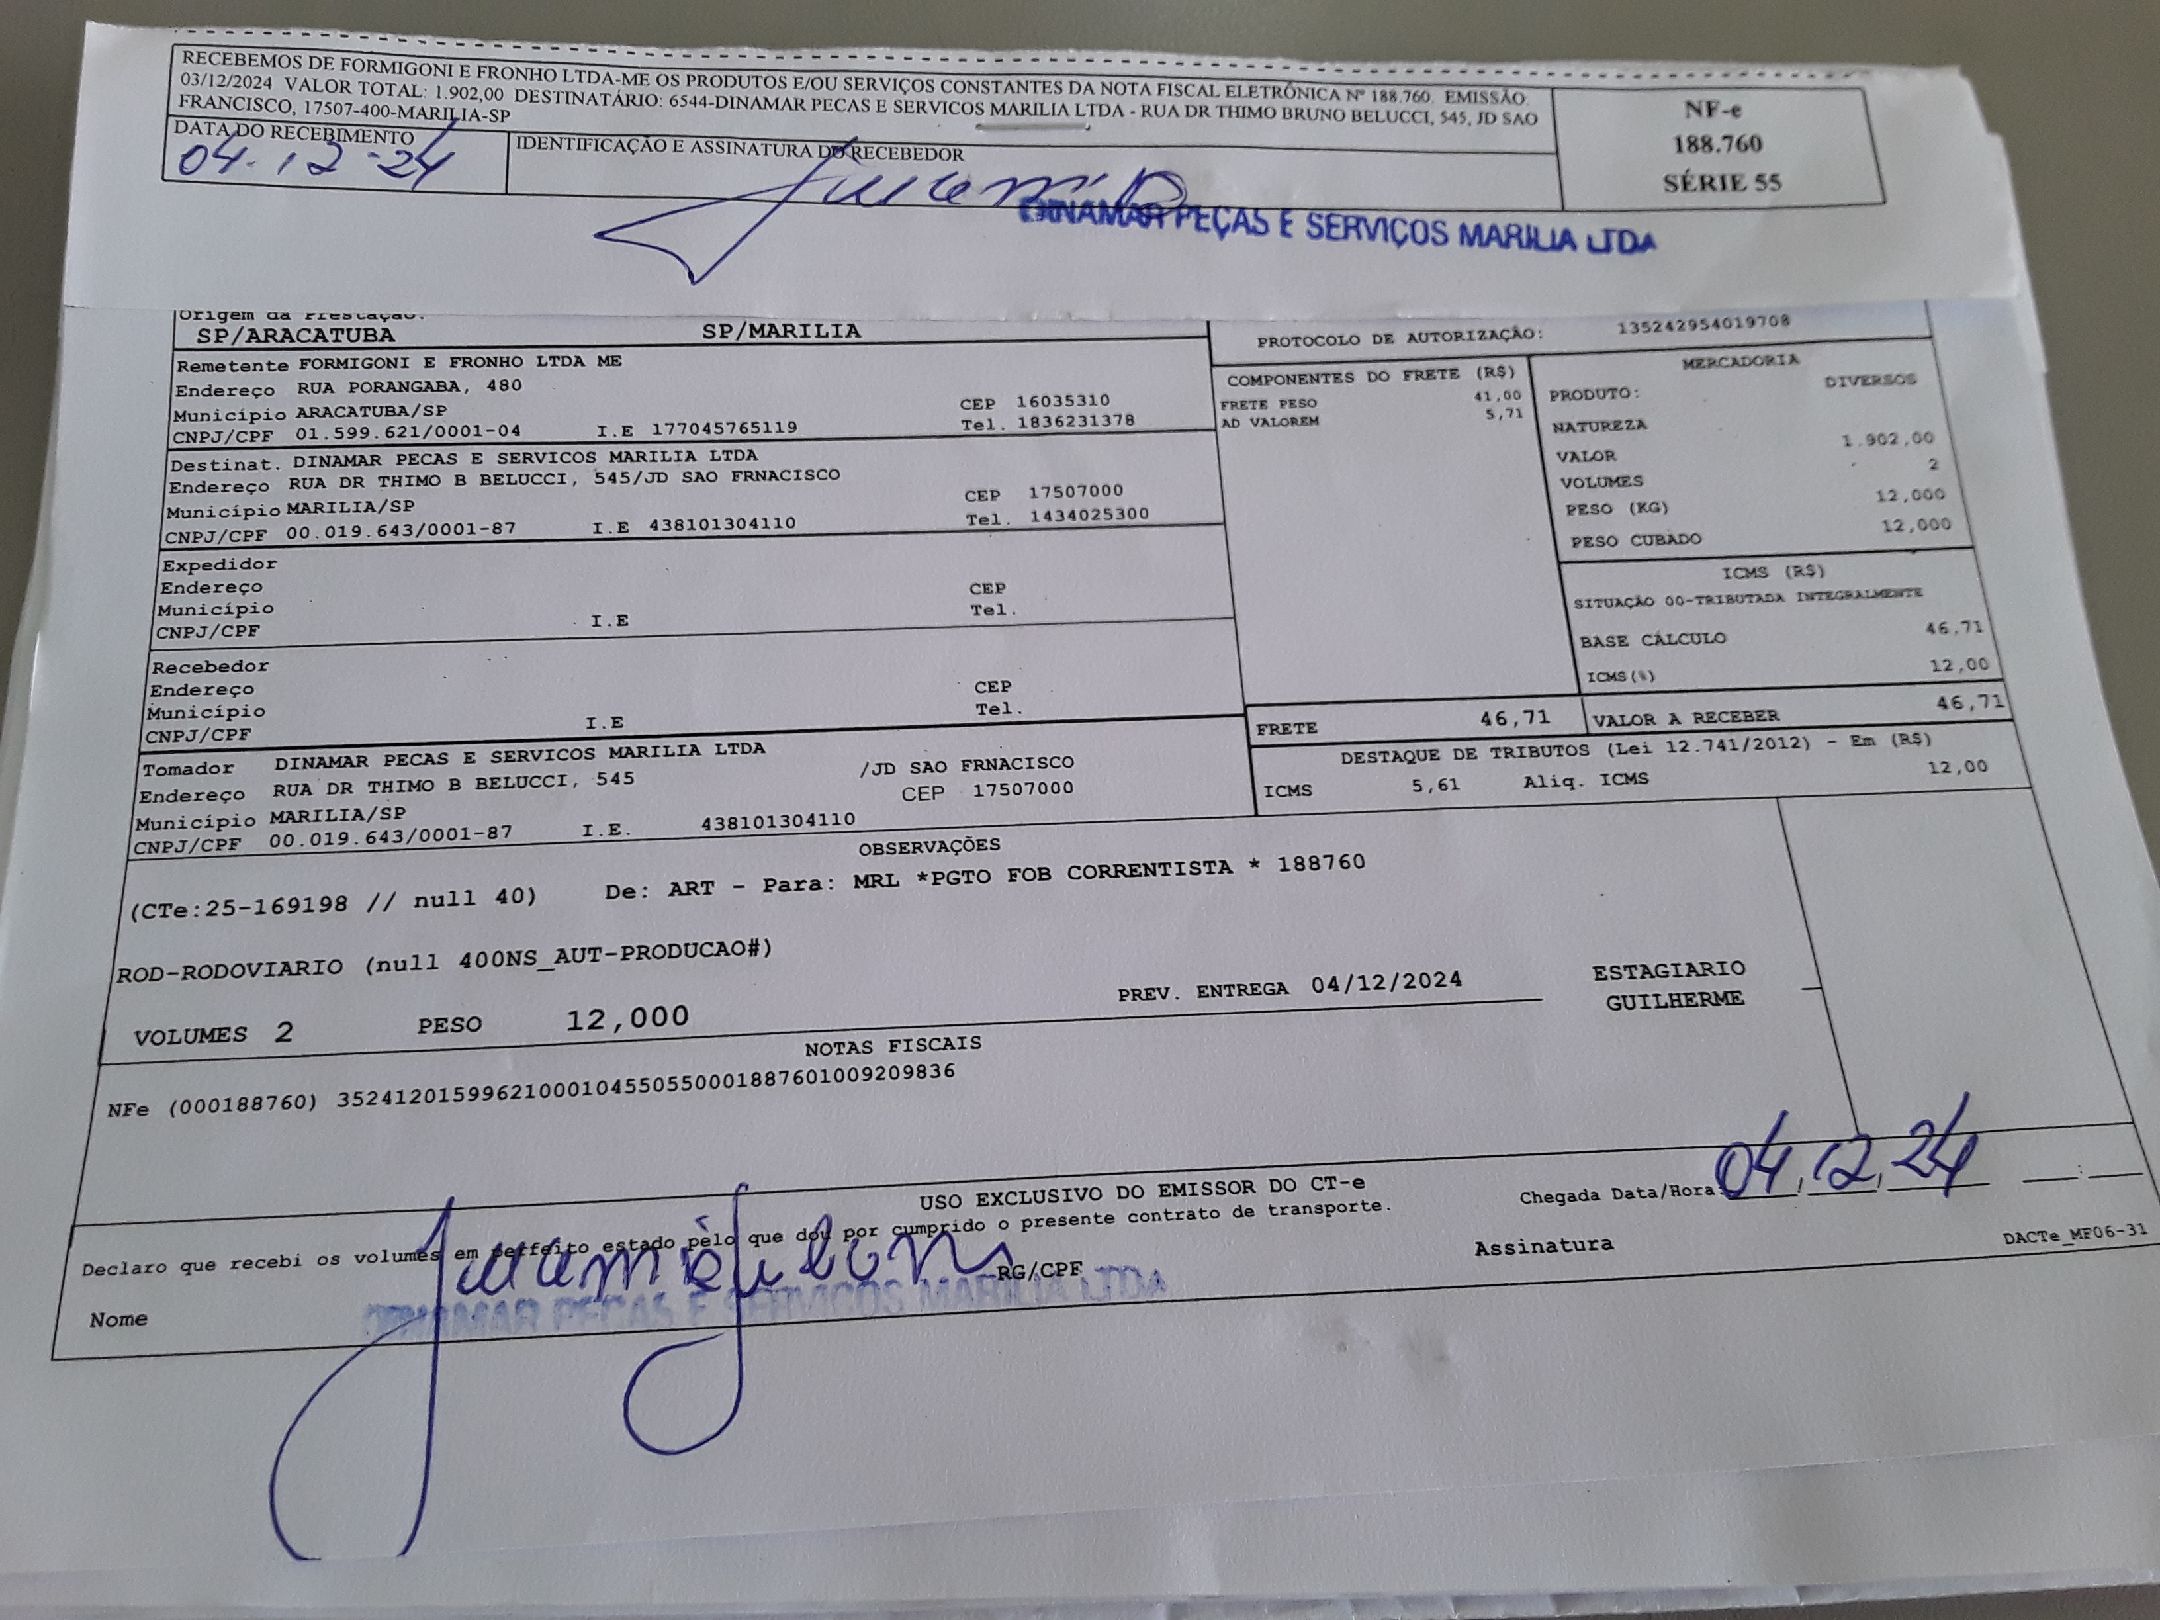 RECEBEMOS DE FORMIGONI E FRONHO LTDA-ME OS PRODUTOS E/OU SERVIÇOS CONSTANTES DA NOTA FISCAL ELETRÔNICA Nº 188.760. EMISSÃO
03/12/2024 VALOR TOTAL: 1.902,00 DESTINATÁRIO: 6544-DINAMAR PECAS E SERVICOS MARILIA LTDA - RUA DR THIMO BRUNO BELUCCI, 545, JD SAO
FRANCISCO, 17507-400-MARILIA-SP
NF-e
188.760
SÉRIE 55
DATA DO RECEBIMENTO
04.12.24
IDENTIFICAÇÃO E ASSINATURA DO RECEBEDOR
DINAMAR PEÇAS E SERVIÇOS MARILIA LTDA
Origem da Prestação:
SP/ARACATUBA SP/MARILIA
PROTOCOLO DE AUTORIZAÇÃO: 135242954019708
Remetente FORMIGONI E FRONHO LTDA ME
Endereço RUA PORANGABA, 480
Município ARACATUBA/SP CEP 16035310
CNPJ/CPF 01.599.621/0001-04 I.E 177045765119 Tel. 1836231378
Destinat. DINAMAR PECAS E SERVICOS MARILIA LTDA
Endereço RUA DR THIMO B BELUCCI, 545/JD SAO FRNACISCO
Município MARILIA/SP CEP 17507000
CNPJ/CPF 00.019.643/0001-87 I.E 438101304110 Tel. 1434025300
Expedidor
Endereço CEP
Município Tel.
CNPJ/CPF I.E
Recebedor
Endereço CEP
Município Tel.
CNPJ/CPF I.E
Tomador DINAMAR PECAS E SERVICOS MARILIA LTDA
Endereço RUA DR THIMO B BELUCCI, 545 /JD SAO FRNACISCO
Município MARILIA/SP CEP 17507000
CNPJ/CPF 00.019.643/0001-87 I.E. 438101304110
COMPONENTES DO FRETE (R$)
FRETE PESO 41,00
AD VALOREM 5,71
MERCADORIA
PRODUTO: DIVERSOS
NATUREZA
VALOR 1.902,00
VOLUMES 2
PESO (KG) 12,000
PESO CUBADO 12,000
ICMS (R$)
SITUAÇÃO 00-TRIBUTADA INTEGRALMENTE
BASE CÁLCULO 46,71
ICMS(%) 12,00
FRETE 46,71 VALOR A RECEBER 46,71
DESTAQUE DE TRIBUTOS (Lei 12.741/2012) - Em (R$)
ICMS 5,61 Aliq. ICMS 12,00
OBSERVAÇÕES
(CTe:25-169198 // null 40) De: ART - Para: MRL *PGTO FOB CORRENTISTA * 188760
ROD-RODOVIARIO (null 400NS_AUT-PRODUCAO#)
VOLUMES 2 PESO 12,000 PREV. ENTREGA 04/12/2024
ESTAGIARIO
GUILHERME
NOTAS FISCAIS
NFe (000188760) 35241201599621000104550550001887601009209836
USO EXCLUSIVO DO EMISSOR DO CT-e
Declaro que recebi os volumes em perfeito estado pelo que dou por cumprido o presente contrato de transporte.
Chegada Data/Hora: 04,12,24
Nome RG/CPF Assinatura
DACTe_MF06-31
DINAMAR PEÇAS E SERVIÇOS MARILIA LTDA